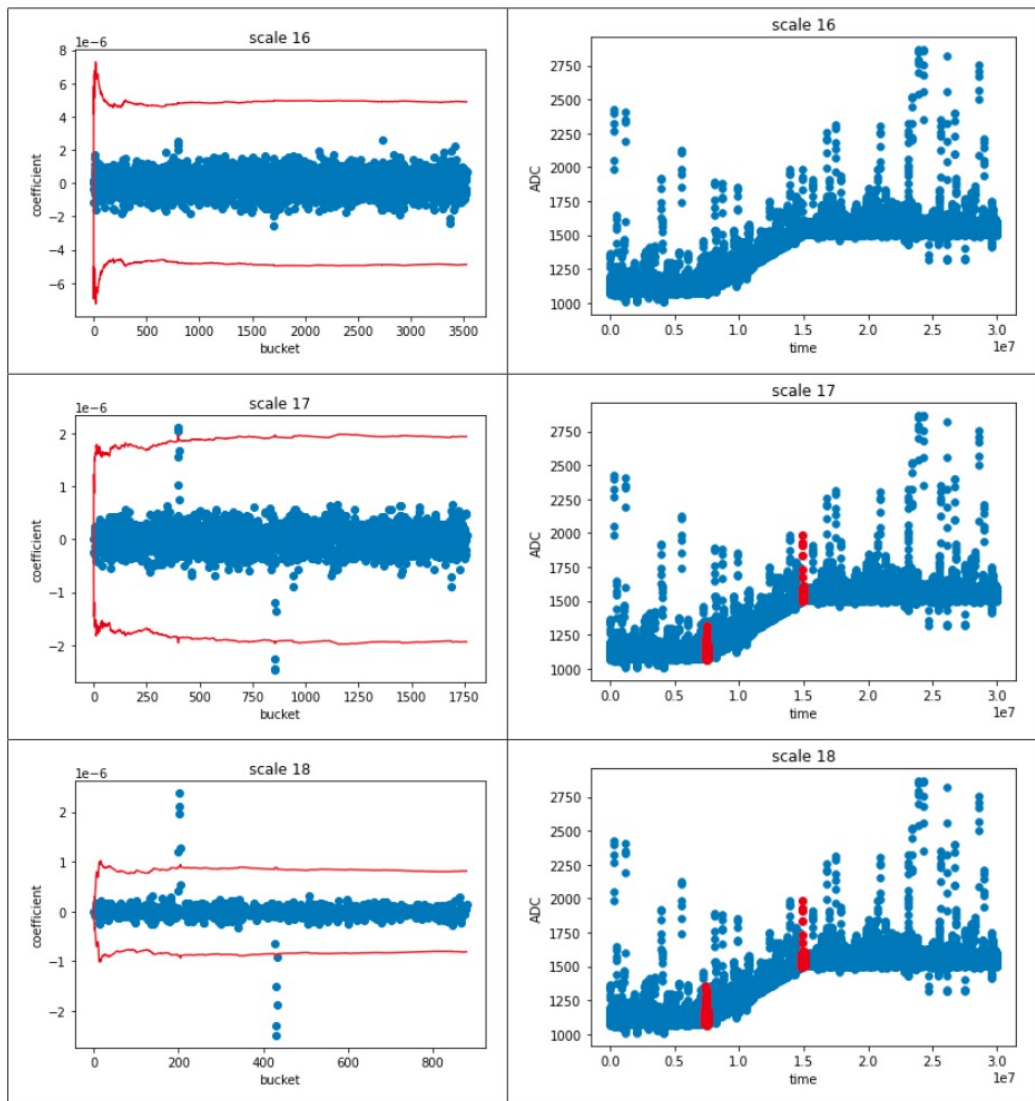 scale 16
1e−6
8
6
4
2
0
−2
−4
−6
coefficient
0 500 1000 1500 2000 2500 3000 3500
bucket
scale 16
2750
2500
2250
2000
1750
1500
1250
1000
ADC
0.0 0.5 1.0 1.5 2.0 2.5 3.0
1e7
time
scale 17
1e−6
2
1
0
−1
−2
coefficient
0 250 500 750 1000 1250 1500 1750
bucket
scale 17
2750
2500
2250
2000
1750
1500
1250
1000
ADC
0.0 0.5 1.0 1.5 2.0 2.5 3.0
1e7
time
scale 18
1e−6
2
1
0
−1
−2
coefficient
0 200 400 600 800
bucket
scale 18
2750
2500
2250
2000
1750
1500
1250
1000
ADC
0.0 0.5 1.0 1.5 2.0 2.5 3.0
1e7
time